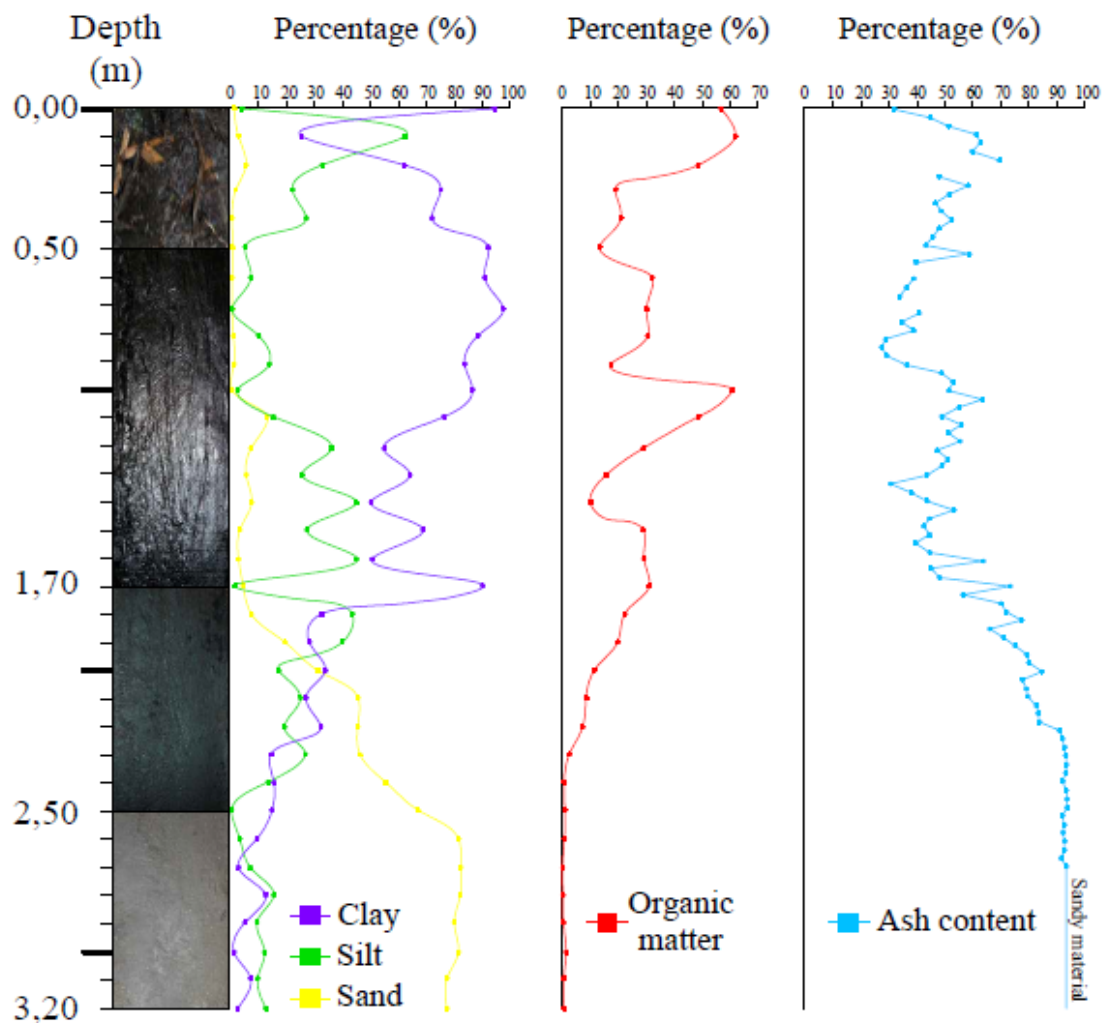 Depth
(m)
Percentage (%)
Percentage (%)
Percentage (%)
0 10 20 30 40 50 60 70 80 90 100
0 10 20 30 40 50 60 70
0 10 20 30 40 50 60 70 80 90 100
0,00
0,50
1,70
2,50
3,20
Clay
Silt
Sand
Organic
matter
Ash content
Sandy material